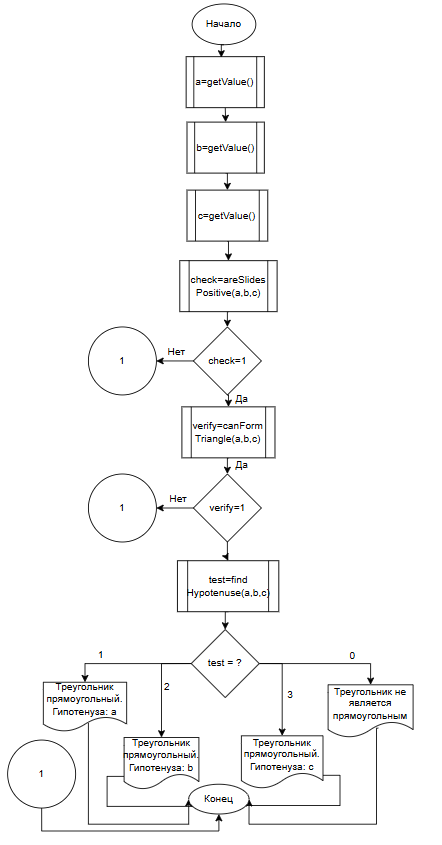 Начало
a=getValue()
b=getValue()
c=getValue()
check=areSlides
Positive(a,b,c)
check=1
Нет
1
Да
verify=canForm
Triangle(a,b,c)
Да
verify=1
Нет
1
test=find
Hypotenuse(a,b,c)
test = ?
1
2
3
0
Треугольник
прямоугольный.
Гипотенуза: a
Треугольник
прямоугольный.
Гипотенуза: b
Треугольник
прямоугольный.
Гипотенуза: c
Треугольник не
является
прямоугольным
1
Конец